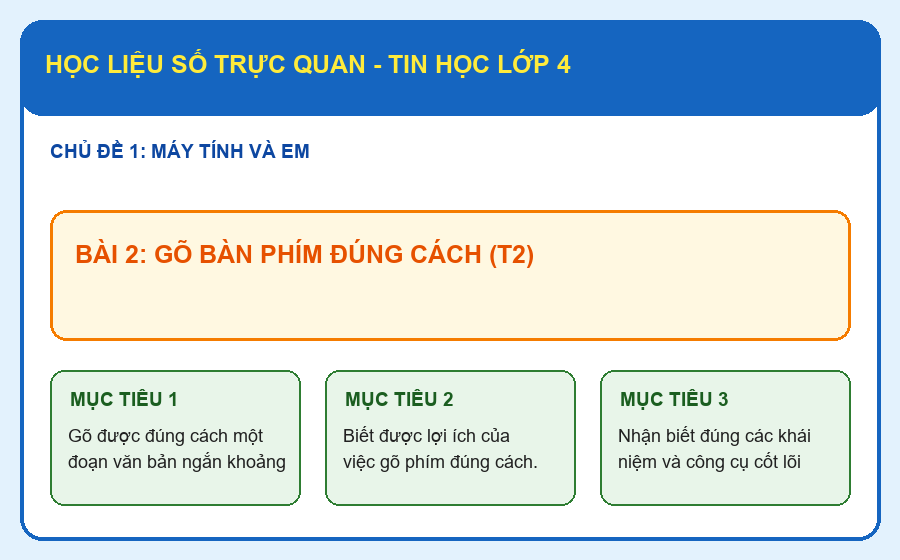 HỌC LIỆU SỐ TRỰC QUAN - TIN HỌC LỚP 4
CHỦ ĐỀ 1: MÁY TÍNH VÀ EM
BÀI 2: GÕ BÀN PHÍM ĐÚNG CÁCH (T2)
MỤC TIÊU 1
Gõ được đúng cách một
đoạn văn bản ngắn khoảng
MỤC TIÊU 2
Biết được lợi ích của
việc gõ phím đúng cách.
MỤC TIÊU 3
Nhận biết đúng các khái
niệm và công cụ cốt lõi